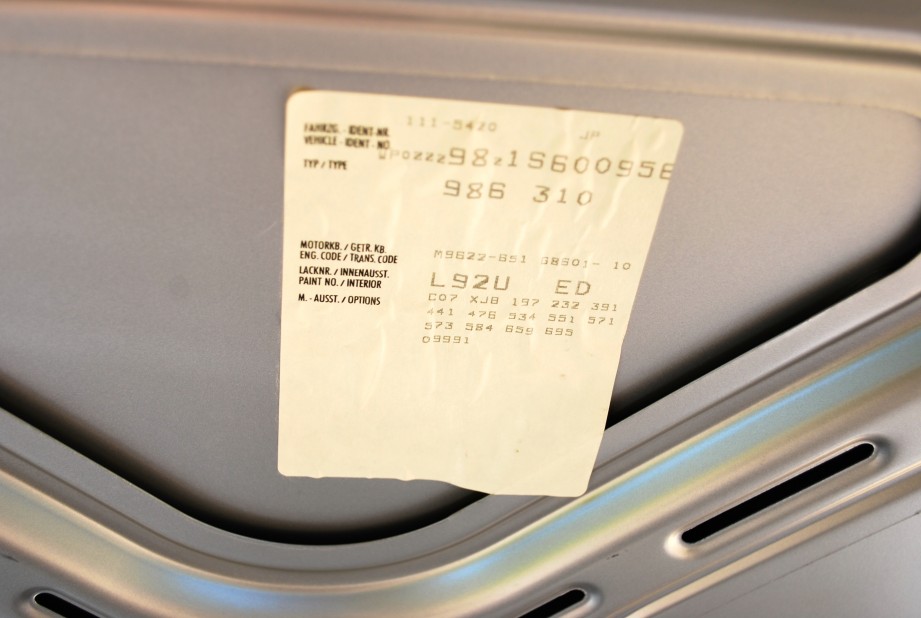 111-5420
JP
FAHRZG.-IDENT-NR.
VEHICLE-IDENT-NO.
WP0ZZZ98Z1S600958
TYP / TYPE
986 310
MOTORKB. / GETR. KB.
ENG. CODE / TRANS. CODE
M9622-651 G8601- 10
LACKNR. / INNENAUSST.
PAINT NO. / INTERIOR
L92U ED
M.-AUSST. / OPTIONS
C07 XJB 197 232 391
441 476 534 551 571
573 584 659 695
09991